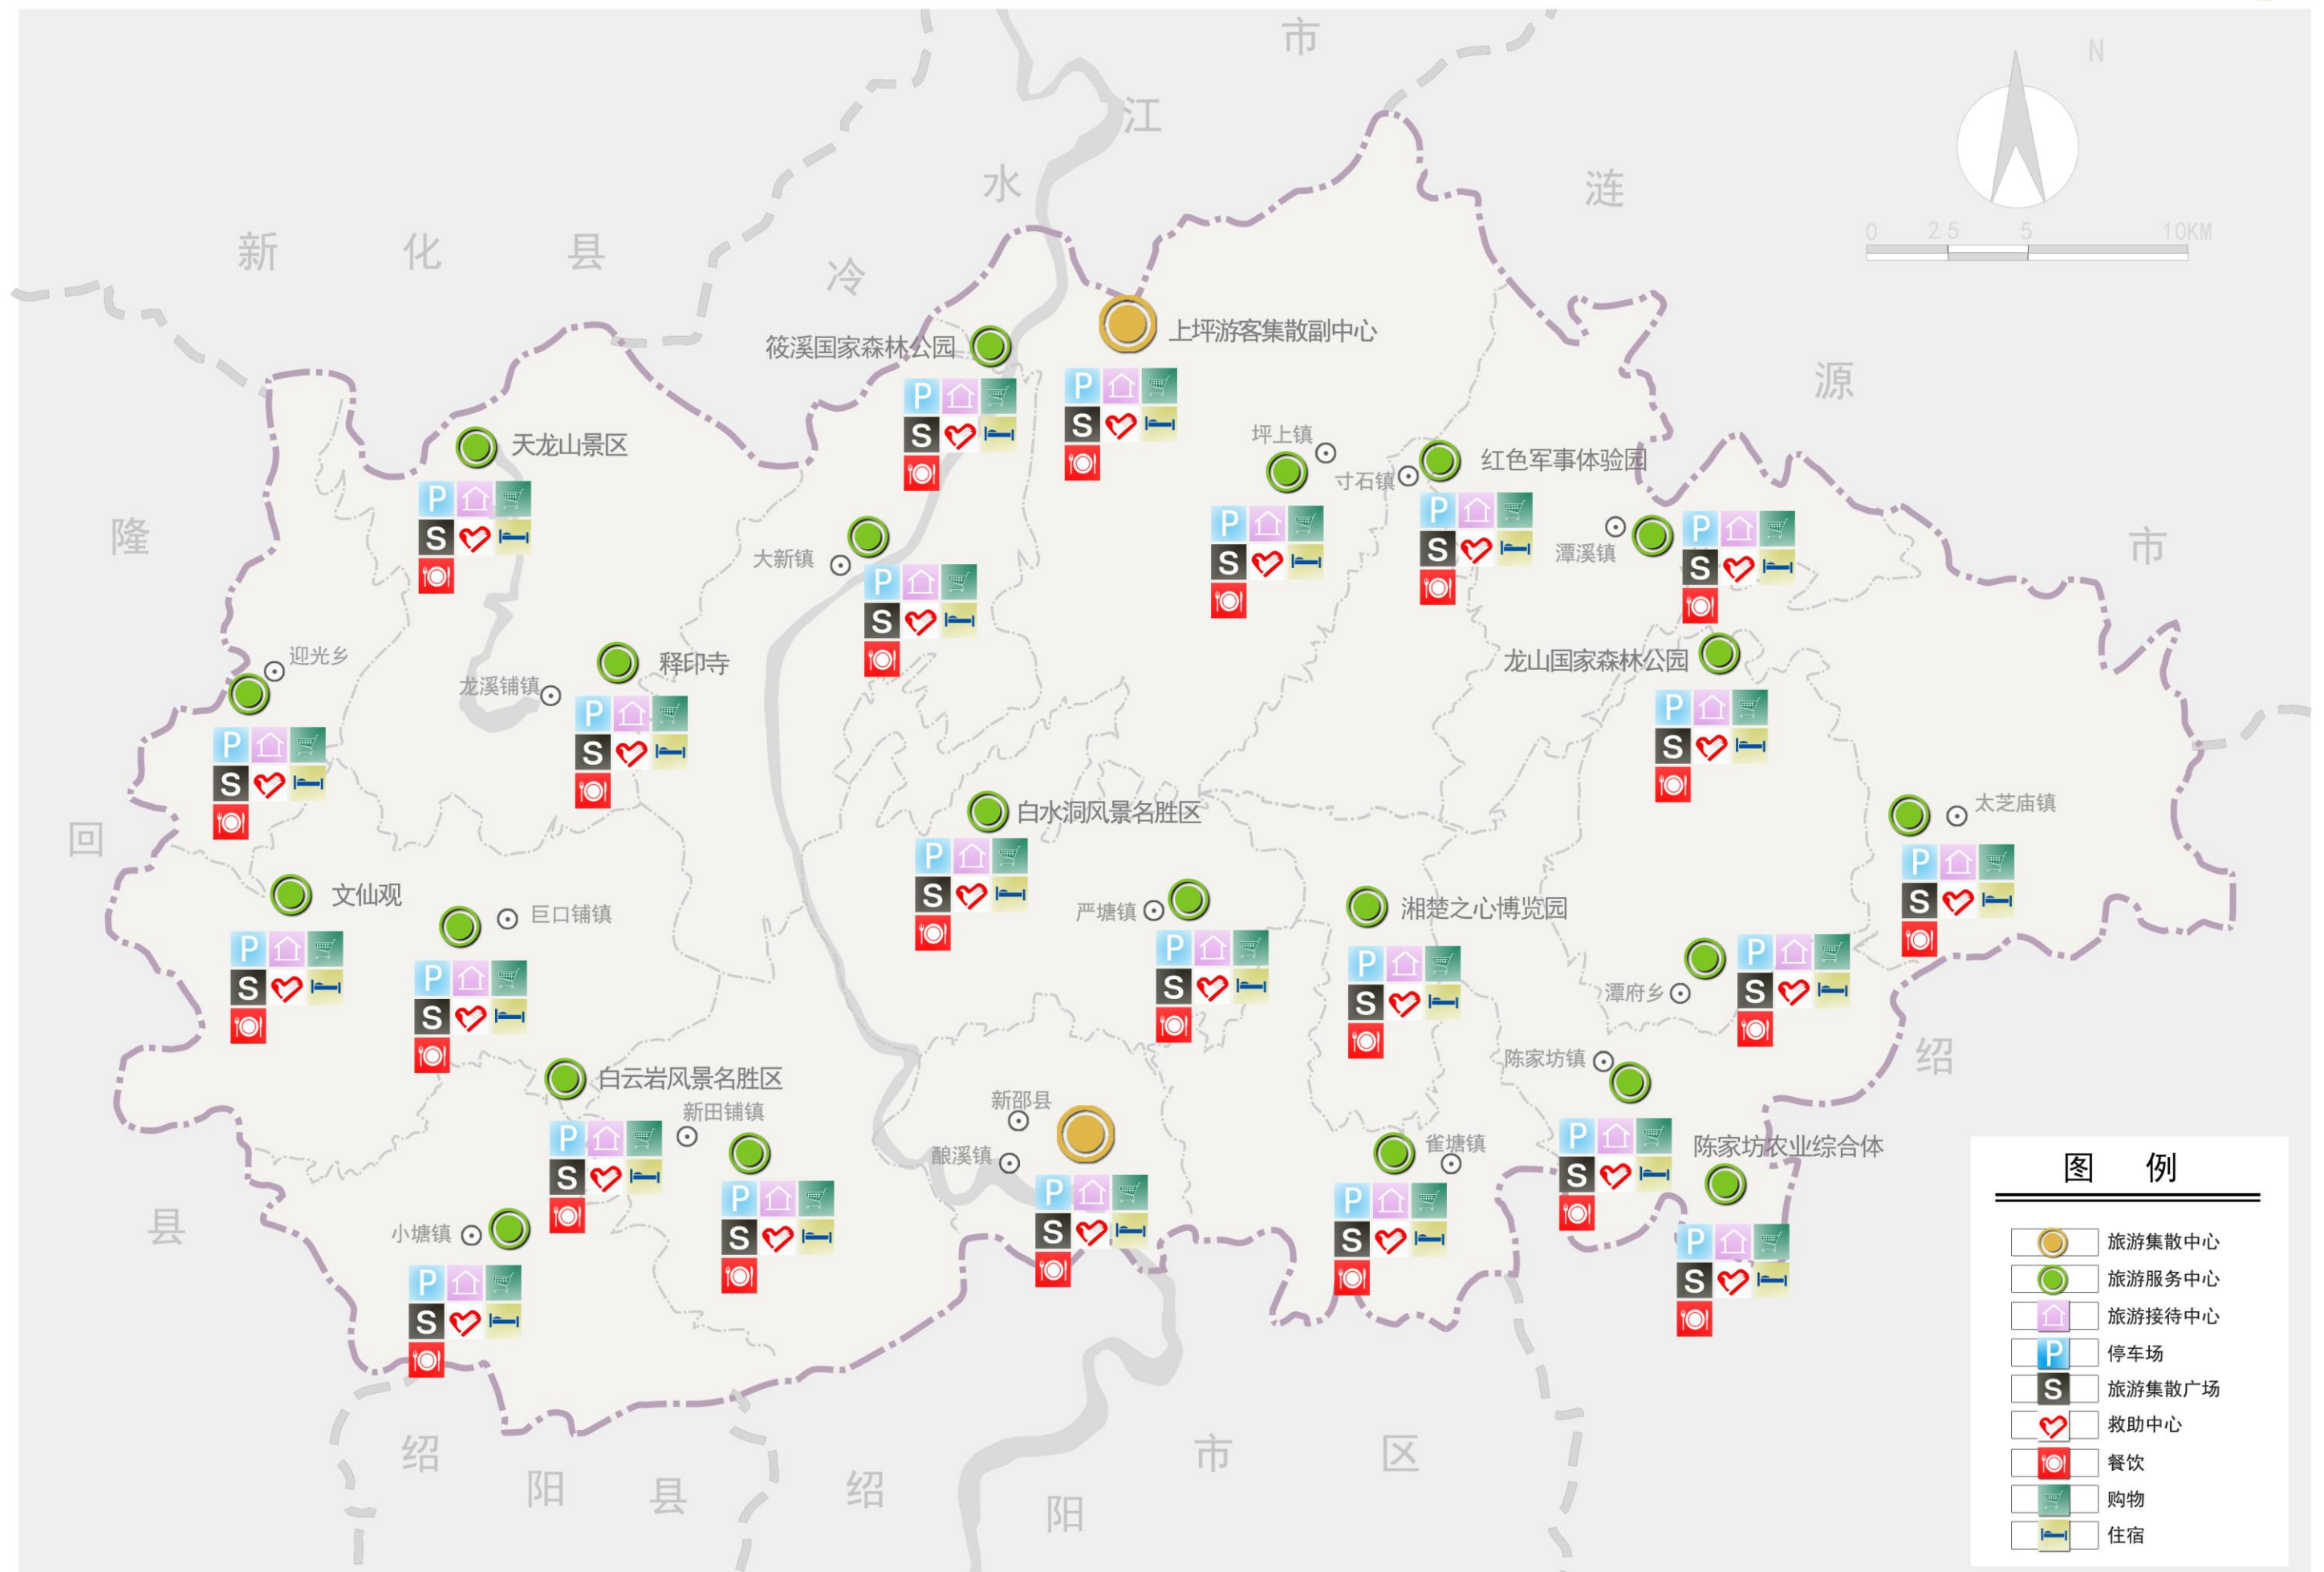 市
N
江
涟
水
0 2.5 5 10KM
新 化 县
冷
上坪游客集散副中心
筱溪国家森林公园
源
坪上镇
天龙山景区
红色军事体验园
寸石镇
隆
市
潭溪镇
大新镇
迎光乡
释印寺
龙山国家森林公园
龙溪铺镇
太芝庙镇
白水洞风景名胜区
回
文仙观
巨口铺镇
严塘镇
湘楚之心博览园
潭府乡
绍
陈家坊镇
白云岩风景名胜区
新田铺镇
新邵县
陈家坊农业综合体
雀塘镇
酿溪镇
县
小塘镇
绍
阳
县
绍
阳
市
区
图 例
旅游集散中心
旅游服务中心
旅游接待中心
P 停车场
S 旅游集散广场
救助中心
餐饮
购物
住宿